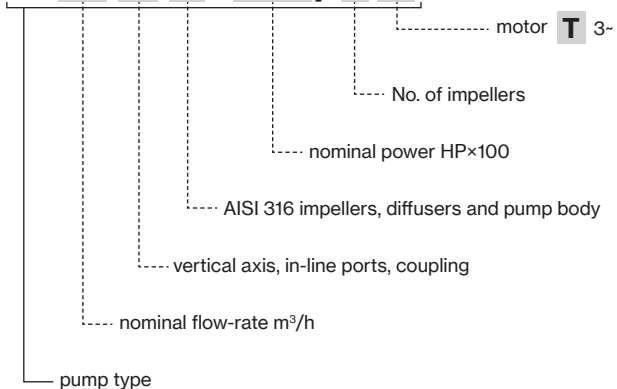 motor T 3~
No. of impellers
nominal power HP×100
AISI 316 impellers, diffusers and pump body
vertical axis, in-line ports, coupling
nominal flow-rate m³/h
pump type